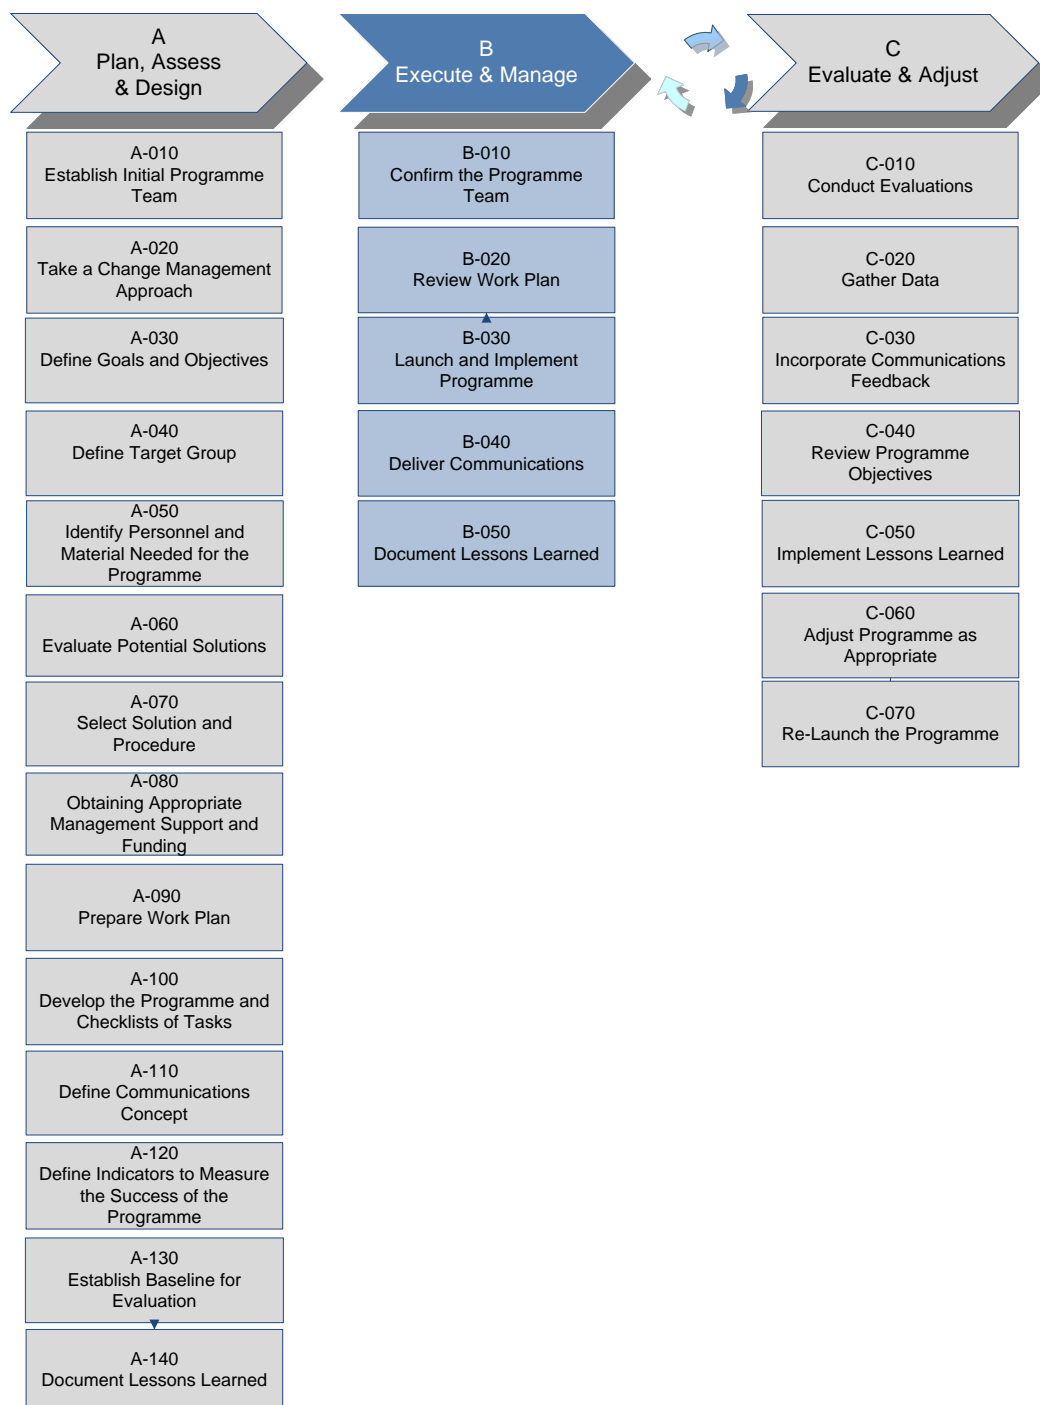 A
Plan, Assess
& Design
A-010
Establish Initial Programme
Team
A-020
Take a Change Management
Approach
A-030
Define Goals and Objectives
A-040
Define Target Group
A-050
Identify Personnel and
Material Needed for the
Programme
A-060
Evaluate Potential Solutions
A-070
Select Solution and
Procedure
A-080
Obtaining Appropriate
Management Support and
Funding
A-090
Prepare Work Plan
A-100
Develop the Programme and
Checklists of Tasks
A-110
Define Communications
Concept
A-120
Define Indicators to Measure
the Success of the
Programme
A-130
Establish Baseline for
Evaluation
A-140
Document Lessons Learned
B
Execute & Manage
B-010
Confirm the Programme
Team
B-020
Review Work Plan
B-030
Launch and Implement
Programme
B-040
Deliver Communications
B-050
Document Lessons Learned
C
Evaluate & Adjust
C-010
Conduct Evaluations
C-020
Gather Data
C-030
Incorporate Communications
Feedback
C-040
Review Programme
Objectives
C-050
Implement Lessons Learned
C-060
Adjust Programme as
Appropriate
C-070
Re-Launch the Programme